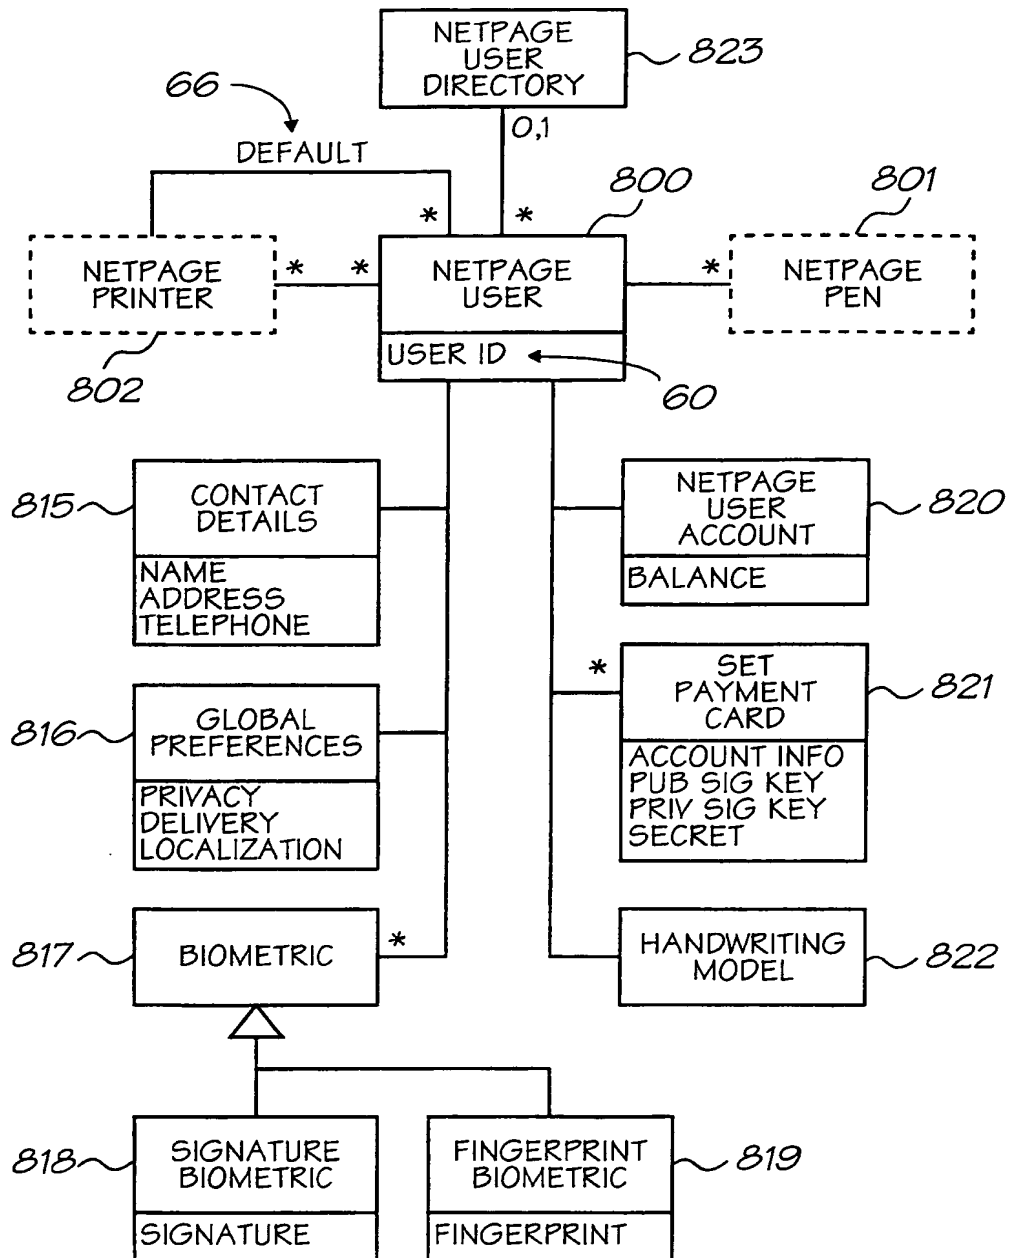 NETPAGE
USER
DIRECTORY
823
66
0,1
DEFAULT
800
801
*
*
NETPAGE
PRINTER
*
*
NETPAGE
USER
*
NETPAGE
PEN
802
USER ID
60
815
CONTACT
DETAILS
NAME
ADDRESS
TELEPHONE
NETPAGE
USER
ACCOUNT
820
BALANCE
816
GLOBAL
PREFERENCES
PRIVACY
DELIVERY
LOCALIZATION
*
SET
PAYMENT
CARD
821
ACCOUNT INFO
PUB SIG KEY
PRIV SIG KEY
SECRET
817
BIOMETRIC
*
HANDWRITING
MODEL
822
818
SIGNATURE
BIOMETRIC
SIGNATURE
FINGERPRINT
BIOMETRIC
819
FINGERPRINT